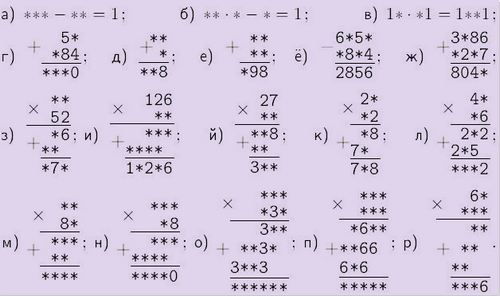 а) *** − ** = 1;
б) ** · * − * = 1;
в) 1* · *1 = 1**1;
г) 5*
+ *84
***0 ;
д) **
+ *
**8 ;
е) **
+ **
*98 ;
ё) 6*5*
− *8*4
2856 ;
ж) 3*86
+ *2*7
804* ;
з) **
× 52
*6
+ **
*7* ;
и) 126
× **
***
+ ****
1*2*6 ;
й) 27
× **
**8
+ **
3** ;
к) 2*
× *2
*8
+ 7*
7*8 ;
л) 4*
× *6
2*2
+ 2*5
***2 ;
м) **
× 8*
***
+ **
**** ;
н) ***
× *8
***
+ ****
****0 ;
о) ***
× *3*
3**
+ **3*
3**3
****** ;
п) ***
× ***
*6**
+ **66
6*6
***** ;
р) 6*
× ***
**
+ **
**
***6 .